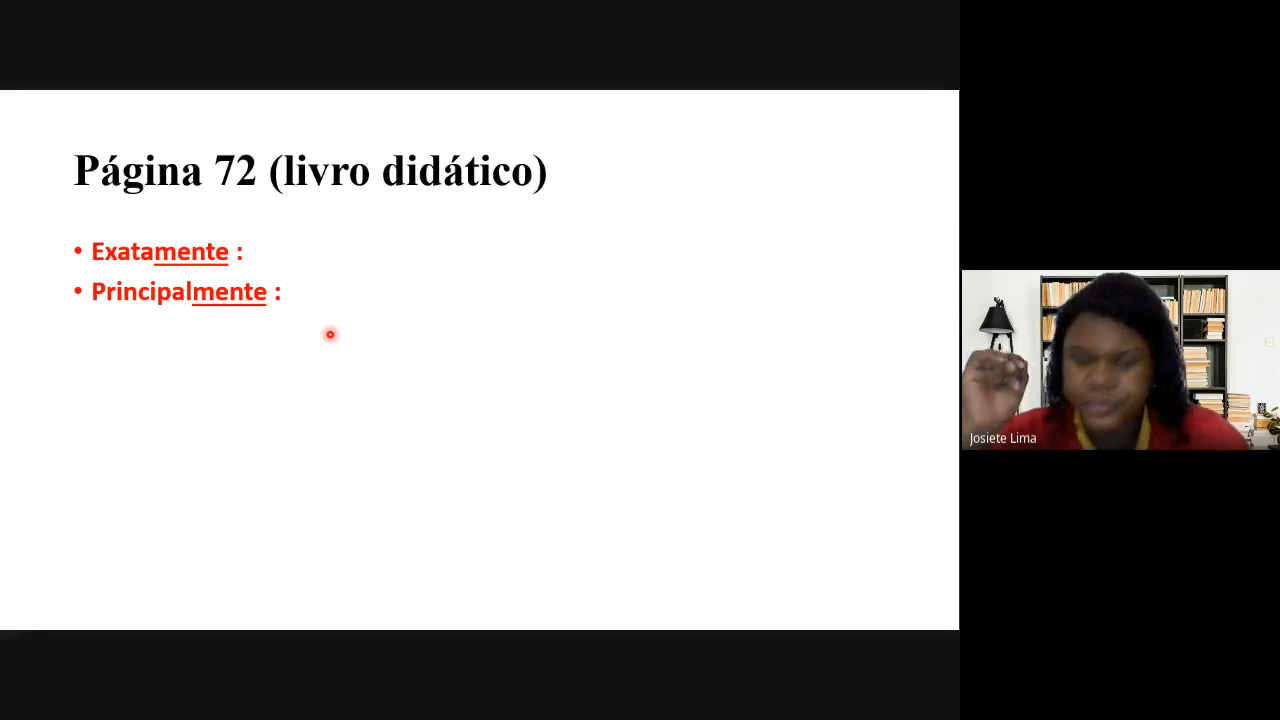 Página 72 (livro didático)
• Exatamente :
• Principalmente :
Josiete Lima